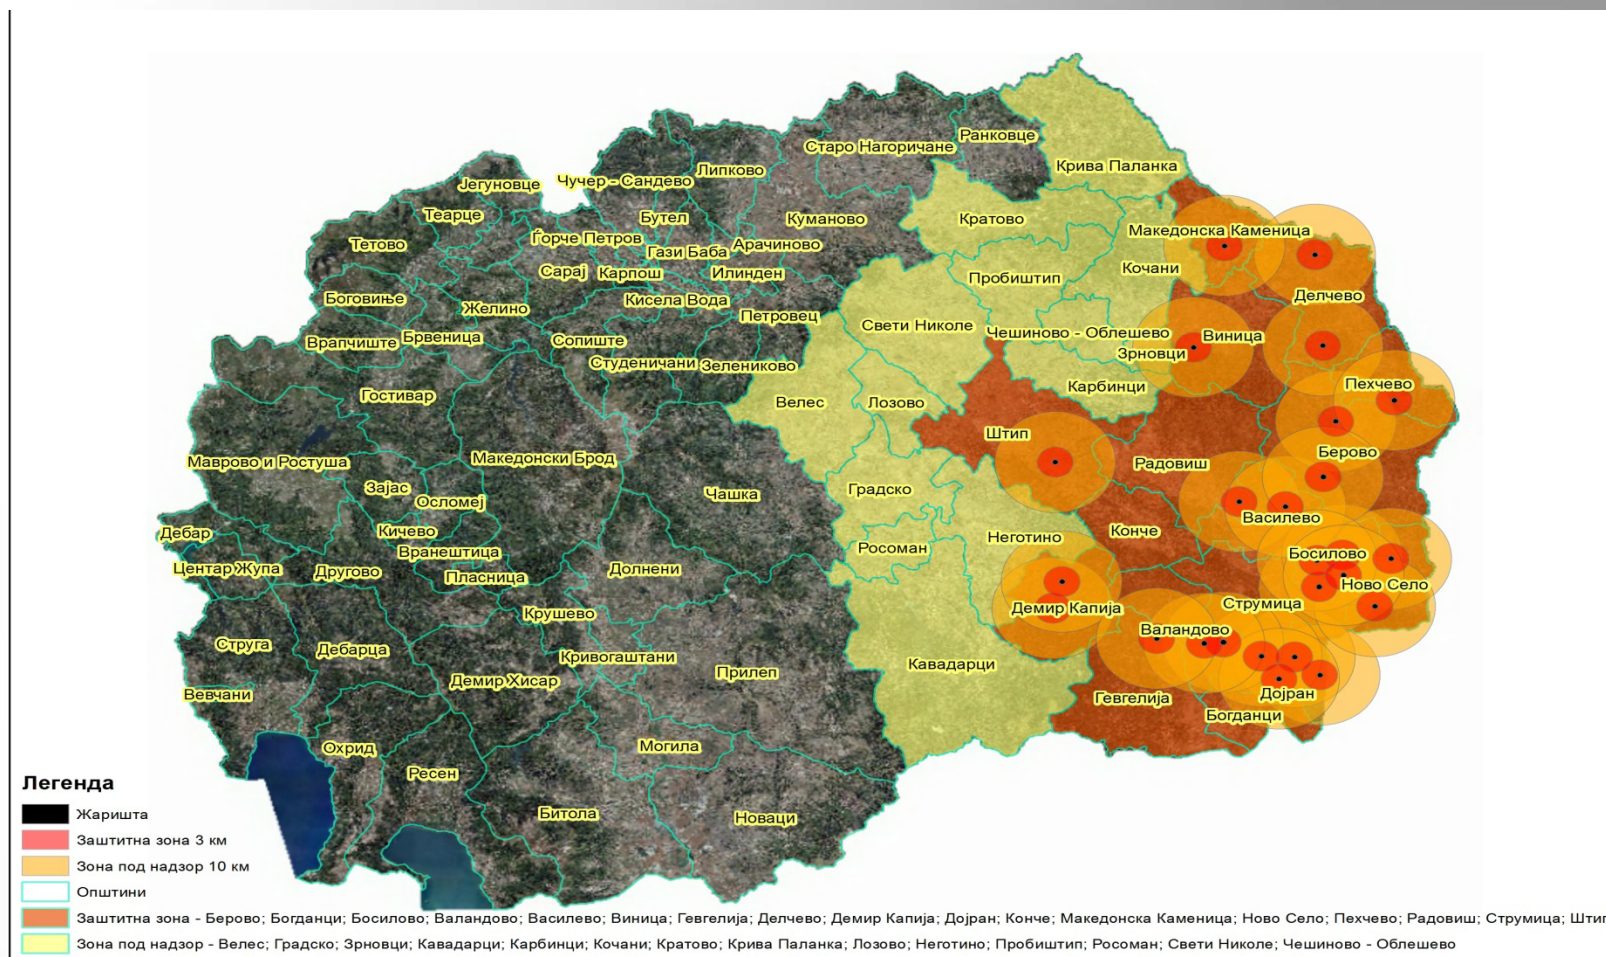 Ранковце
Старо Нагоричане
Крива Паланка
Липково
Чучер - Сандево
Јегуновце
Теарце
Бутел
Куманово
Кратово
Македонска Каменица
Тетово
Ѓорче Петров
Гази Баба
Арачиново
Сарај
Карпош
Илинден
Пробиштип
Кочани
Делчево
Боговиње
Желино
Кисела Вода
Петровец
Свети Николе
Чешиново - Облешево
Виница
Врапчиште
Брвеница
Сопиште
Студеничани
Зелениково
Зрновци
Карбинци
Пехчево
Гостивар
Велес
Лозово
Штип
Берово
Маврово и Ростуша
Македонски Брод
Радовиш
Зајас
Осломеј
Чашка
Градско
Василево
Дебар
Кичево
Вранештица
Конче
Неготино
Росоман
Босилово
Центар Жупа
Другово
Пласница
Долнени
Ново Село
Крушево
Демир Капија
Струмица
Валандово
Струга
Дебарца
Кривогаштани
Прилеп
Кавадарци
Демир Хисар
Вевчани
Гевгелија
Дојран
Богданци
Охрид
Могила
Ресен
Битола
Новаци
Легенда
Жаришта
Заштитна зона 3 км
Зона под надзор 10 км
Општини
Заштитна зона - Берово; Богданци; Босилово; Валандово; Василево; Виница; Гевгелија; Делчево; Демир Капија; Дојран; Конче; Македонска Каменица; Ново Село; Пехчево; Радовиш; Струмица; Штип
Зона под надзор - Велес; Градско; Зрновци; Кавадарци; Карбинци; Кочани; Кратово; Крива Паланка; Лозово; Неготино; Пробиштип; Росоман; Свети Николе; Чешиново - Облешево